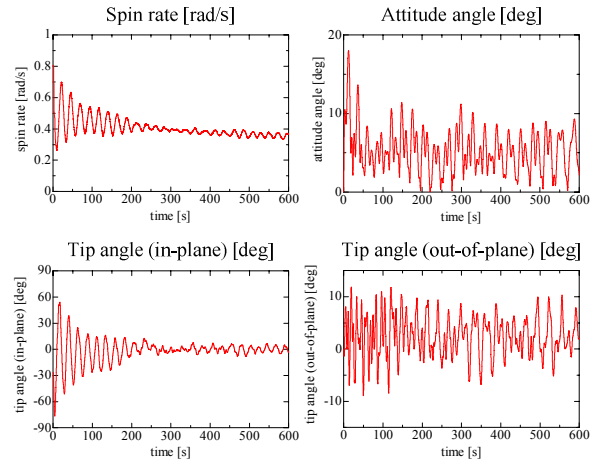 Spin rate [rad/s]
spin rate [rad/s]
1
0.8
0.6
0.4
0.2
0
0 100 200 300 400 500 600
time [s]
Attitude angle [deg]
attitude angle [deg]
20
15
10
5
0
0 100 200 300 400 500 600
time [s]
Tip angle (in-plane) [deg]
tip angle (in-plane) [deg]
90
60
30
0
-30
-60
-90
0 100 200 300 400 500 600
time [s]
Tip angle (out-of-plane) [deg]
tip angle (out-of-plane) [deg]
10
0
-10
0 100 200 300 400 500 600
time [s]